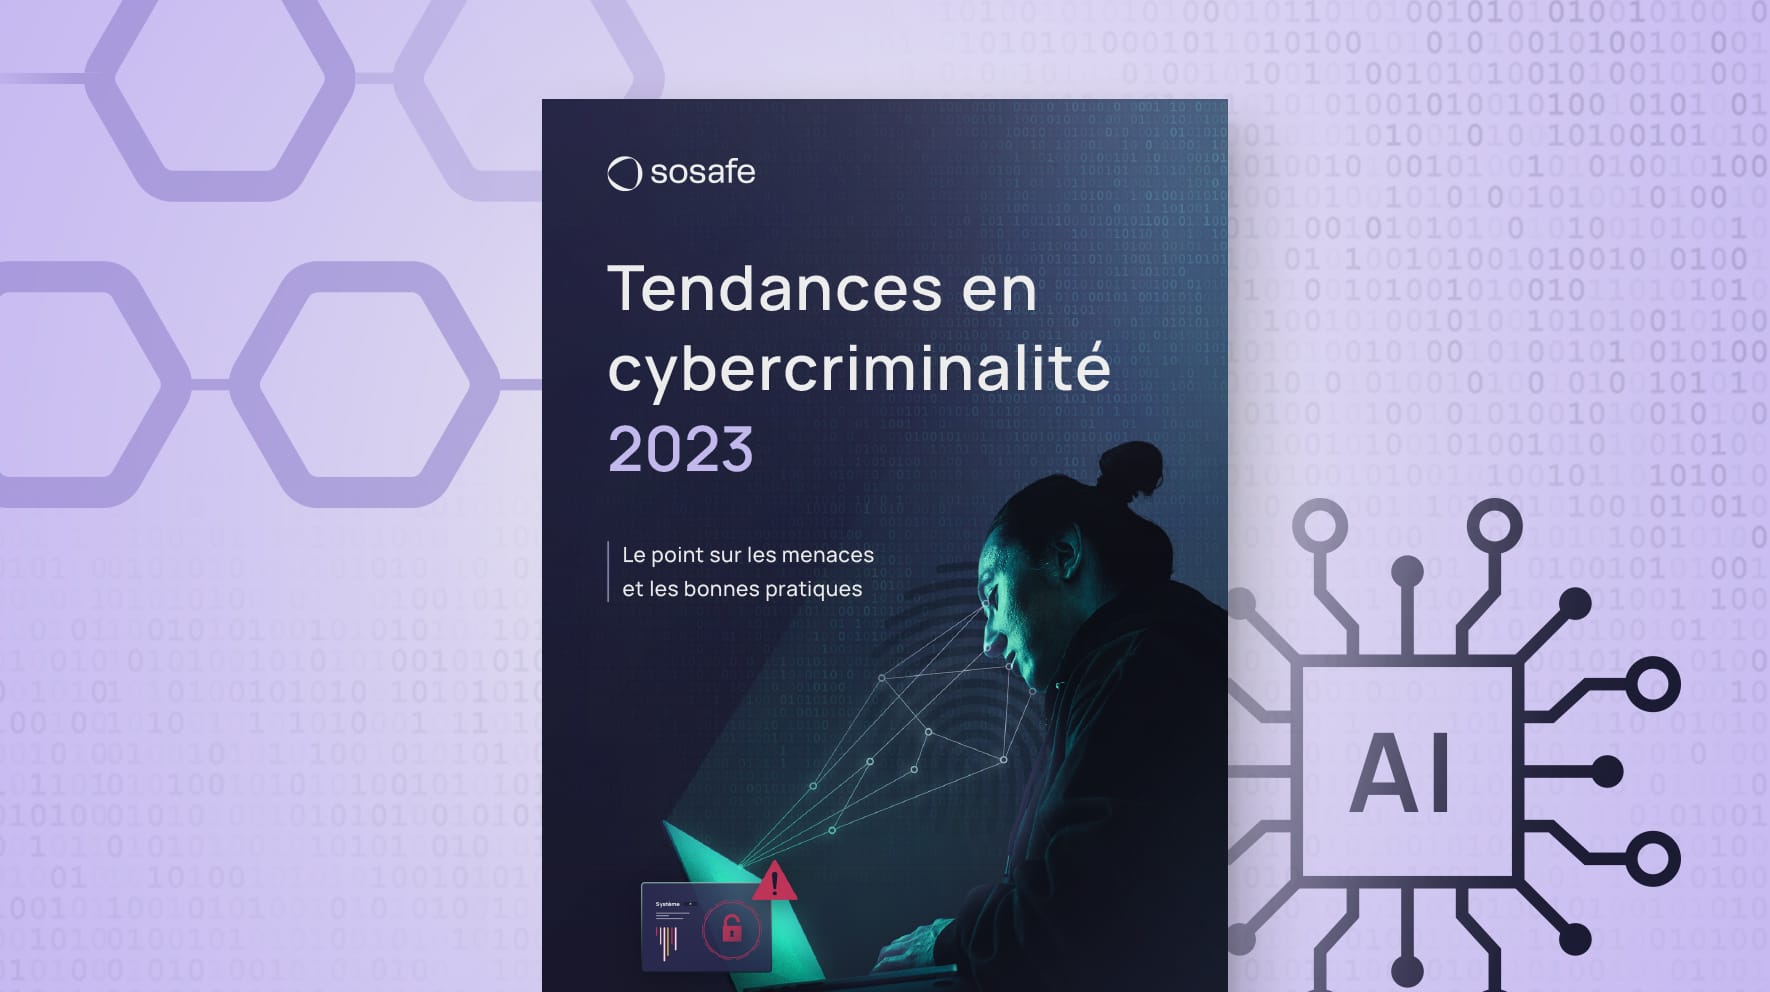 sosafe
Tendances en
cybercriminalité
2023
Le point sur les menaces
et les bonnes pratiques
Système
AI